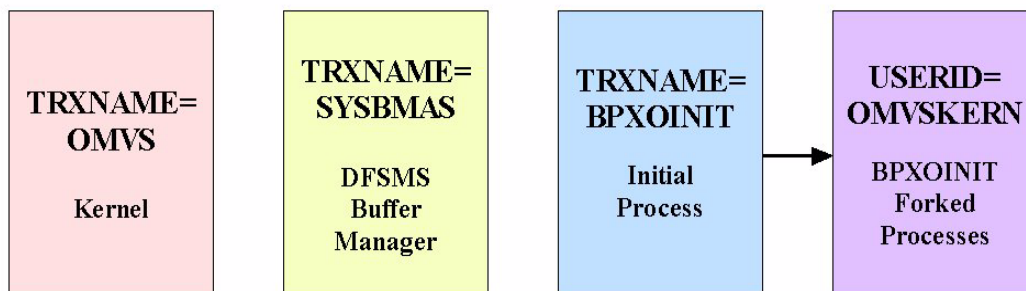 TRXNAME=
OMVS
Kernel
TRXNAME=
SYSBMAS
DFSMS
Buffer
Manager
TRXNAME=
BPXOINIT
Initial
Process
USERID=
OMVSKERN
BPXOINIT
Forked
Processes